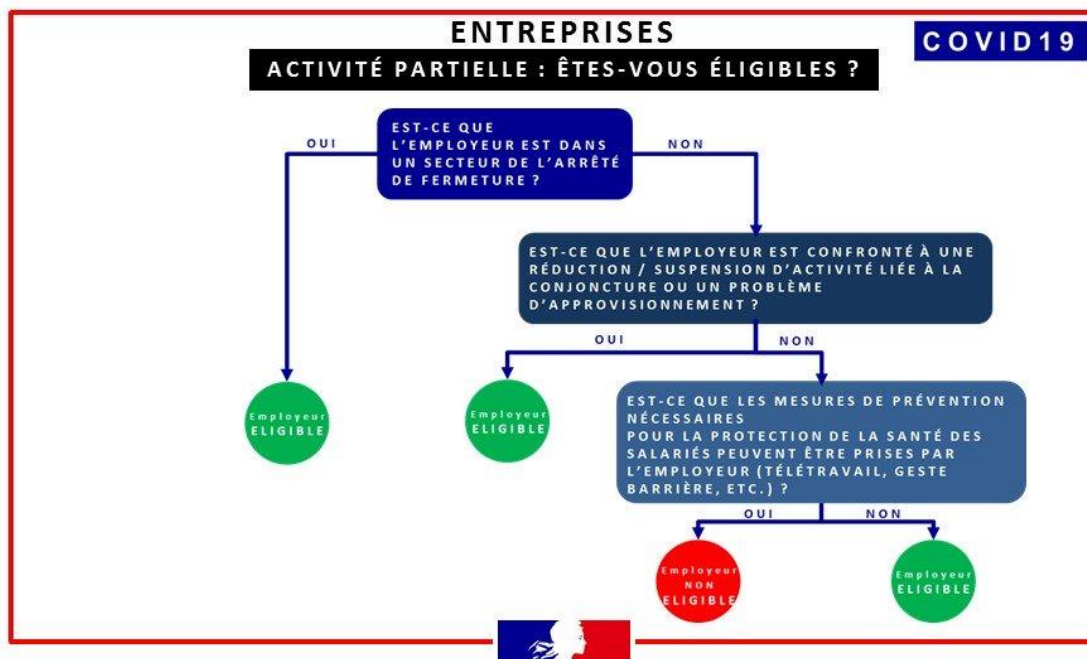 ENTREPRISES
COVID19
ACTIVITÉ PARTIELLE : ÊTES-VOUS ÉLIGIBLES ?
EST-CE QUE
L'EMPLOYEUR EST DANS
UN SECTEUR DE L'ARRÊTÉ
DE FERMETURE ?
OUI
NON
EST-CE QUE L'EMPLOYEUR EST CONFRONTÉ À UNE
RÉDUCTION / SUSPENSION D'ACTIVITÉ LIÉE À LA
CONJONCTURE OU UN PROBLÈME
D'APPROVISIONNEMENT ?
OUI
NON
Employeur
ELIGIBLE
Employeur
ELIGIBLE
EST-CE QUE LES MESURES DE PRÉVENTION
NÉCESSAIRES
POUR LA PROTECTION DE LA SANTÉ DES
SALARIÉS PEUVENT ÊTRE PRISES PAR
L'EMPLOYEUR (TÉLÉTRAVAIL, GESTE
BARRIÈRE, ETC.) ?
OUI
NON
Employeur
NON
ELIGIBLE
Employeur
ELIGIBLE